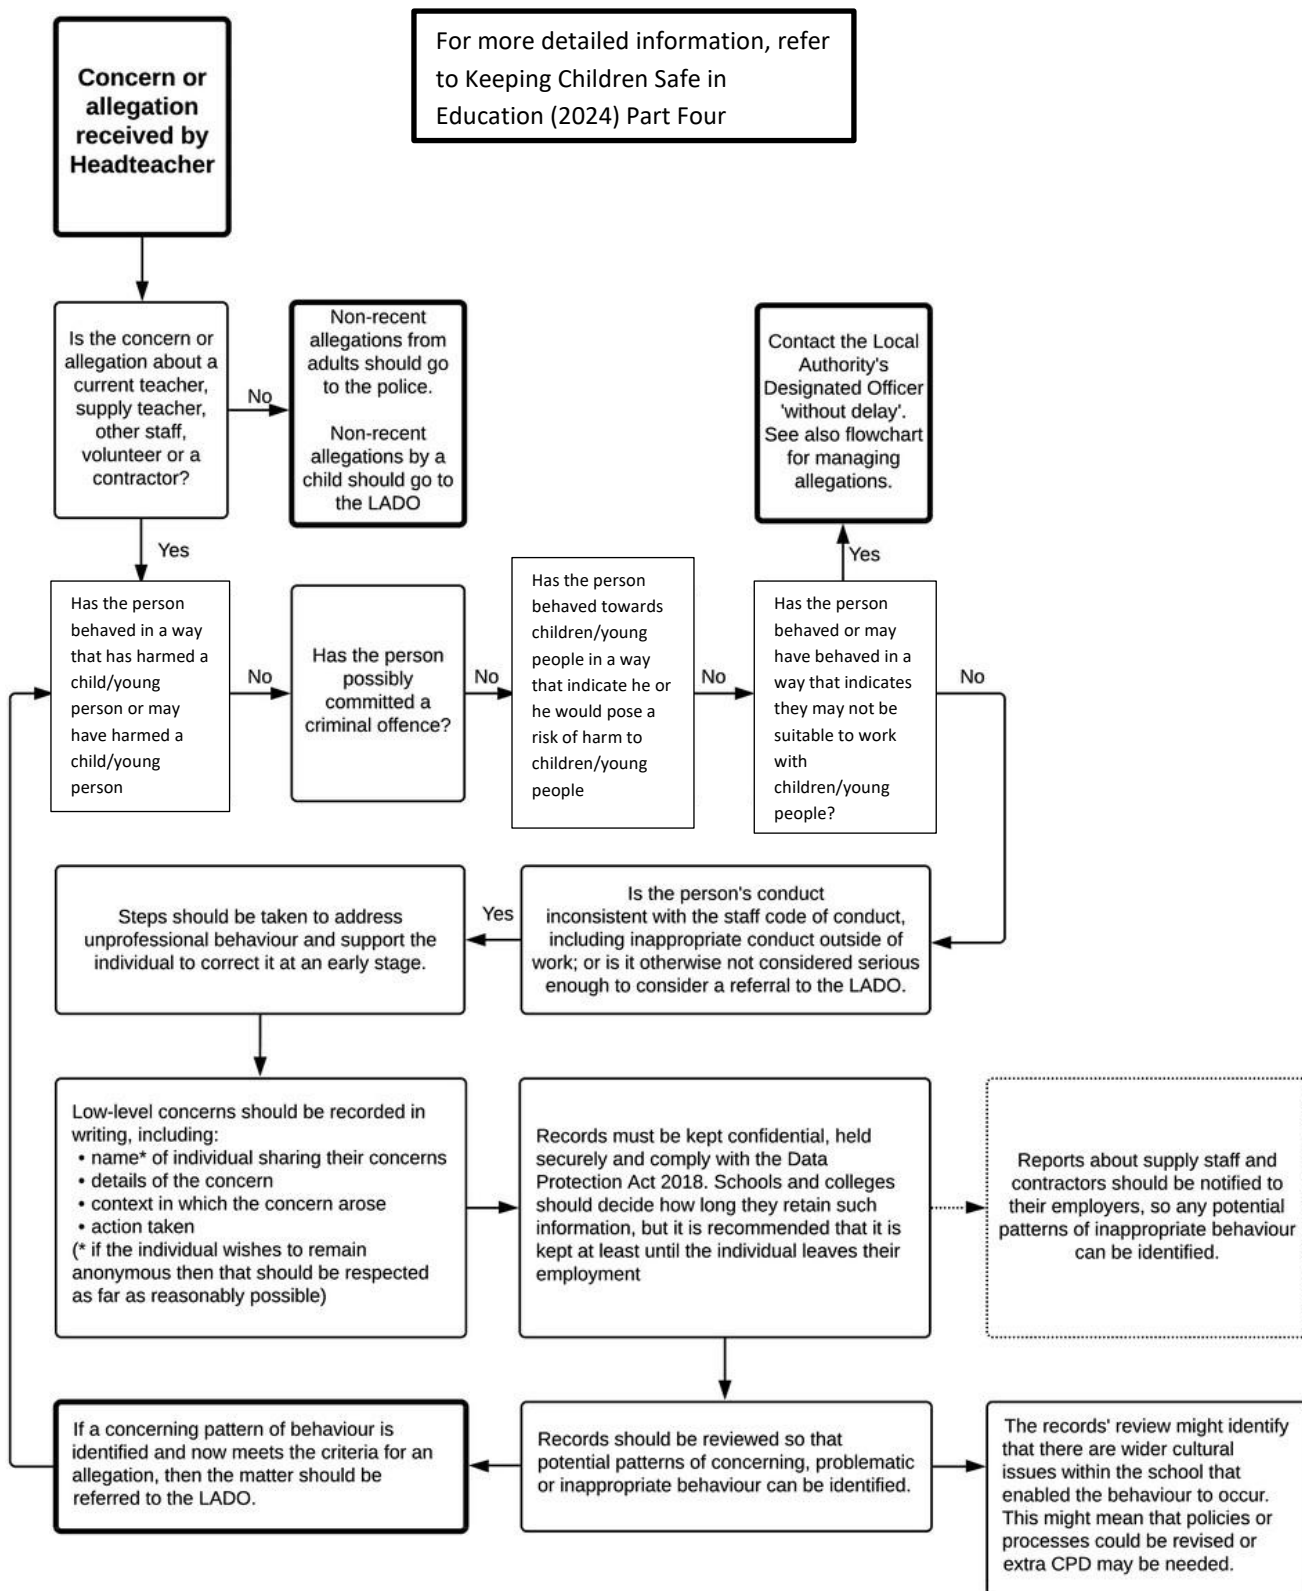 For more detailed information, refer
to Keeping Children Safe in
Education (2024) Part Four
Concern or
allegation
received by
Headteacher
Is the concern or
allegation about a
current teacher,
supply teacher,
other staff,
volunteer or a
contractor?
No
Non-recent
allegations from
adults should go
to the police.
Non-recent
allegations by a
child should go to
the LADO
Contact the Local
Authority's
Designated Officer
'without delay'.
See also flowchart
for managing
allegations.
Yes
Yes
Has the person
behaved in a way
that has harmed a
child/young
person or may
have harmed a
child/young
person
No
Has the person
possibly
committed a
criminal offence?
No
Has the person
behaved towards
children/young
people in a way
that indicate he or
he would pose a
risk of harm to
children/young
people
No
Has the person
behaved or may
have behaved in a
way that indicates
they may not be
suitable to work
with
children/young
people?
No
Is the person's conduct
inconsistent with the staff code of conduct,
including inappropriate conduct outside of
work; or is it otherwise not considered serious
enough to consider a referral to the LADO.
Yes
Steps should be taken to address
unprofessional behaviour and support the
individual to correct it at an early stage.
Low-level concerns should be recorded in
writing, including:
• name* of individual sharing their concerns
• details of the concern
• context in which the concern arose
• action taken
(* if the individual wishes to remain
anonymous then that should be respected
as far as reasonably possible)
Records must be kept confidential, held
securely and comply with the Data
Protection Act 2018. Schools and colleges
should decide how long they retain such
information, but it is recommended that it is
kept at least until the individual leaves their
employment
Reports about supply staff and
contractors should be notified to
their employers, so any potential
patterns of inappropriate behaviour
can be identified.
If a concerning pattern of behaviour is
identified and now meets the criteria for an
allegation, then the matter should be
referred to the LADO.
Records should be reviewed so that
potential patterns of concerning, problematic
or inappropriate behaviour can be identified.
The records' review might identify
that there are wider cultural
issues within the school that
enabled the behaviour to occur.
This might mean that policies or
processes could be revised or
extra CPD may be needed.